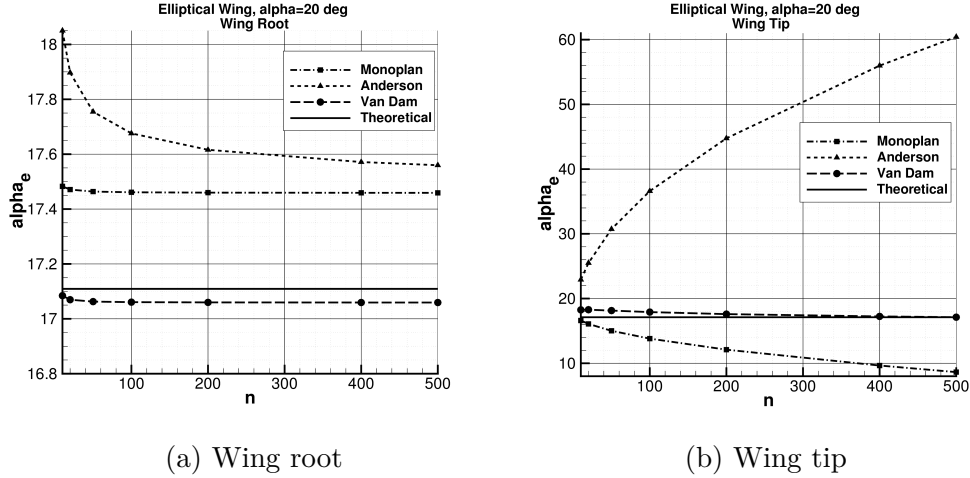 Elliptical Wing, alpha=20 deg
Wing Root
18
17.8
17.6
17.4
17.2
17
16.8
alpha_e
100
200
300
400
500
n
Monoplan
Anderson
Van Dam
Theoretical
(a) Wing root
Elliptical Wing, alpha=20 deg
Wing Tip
60
50
40
30
20
10
alpha_e
100
200
300
400
500
n
Monoplan
Anderson
Van Dam
Theoretical
(b) Wing tip